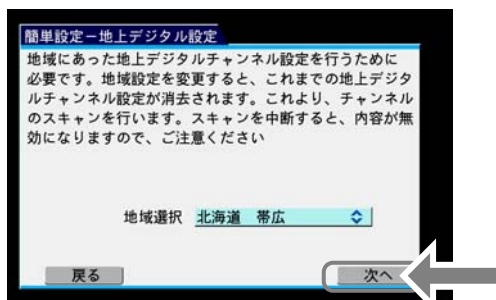 簡単設定－地上デジタル設定
地域にあった地上デジタルチャンネル設定を行うために
必要です。地域設定を変更すると、これまでの地上デジタ
ルチャンネル設定が消去されます。これより、チャンネル
のスキャンを行います。スキャンを中断すると、内容が無
効になりますので、ご注意ください
地域選択 北海道 帯広
戻る 次へ